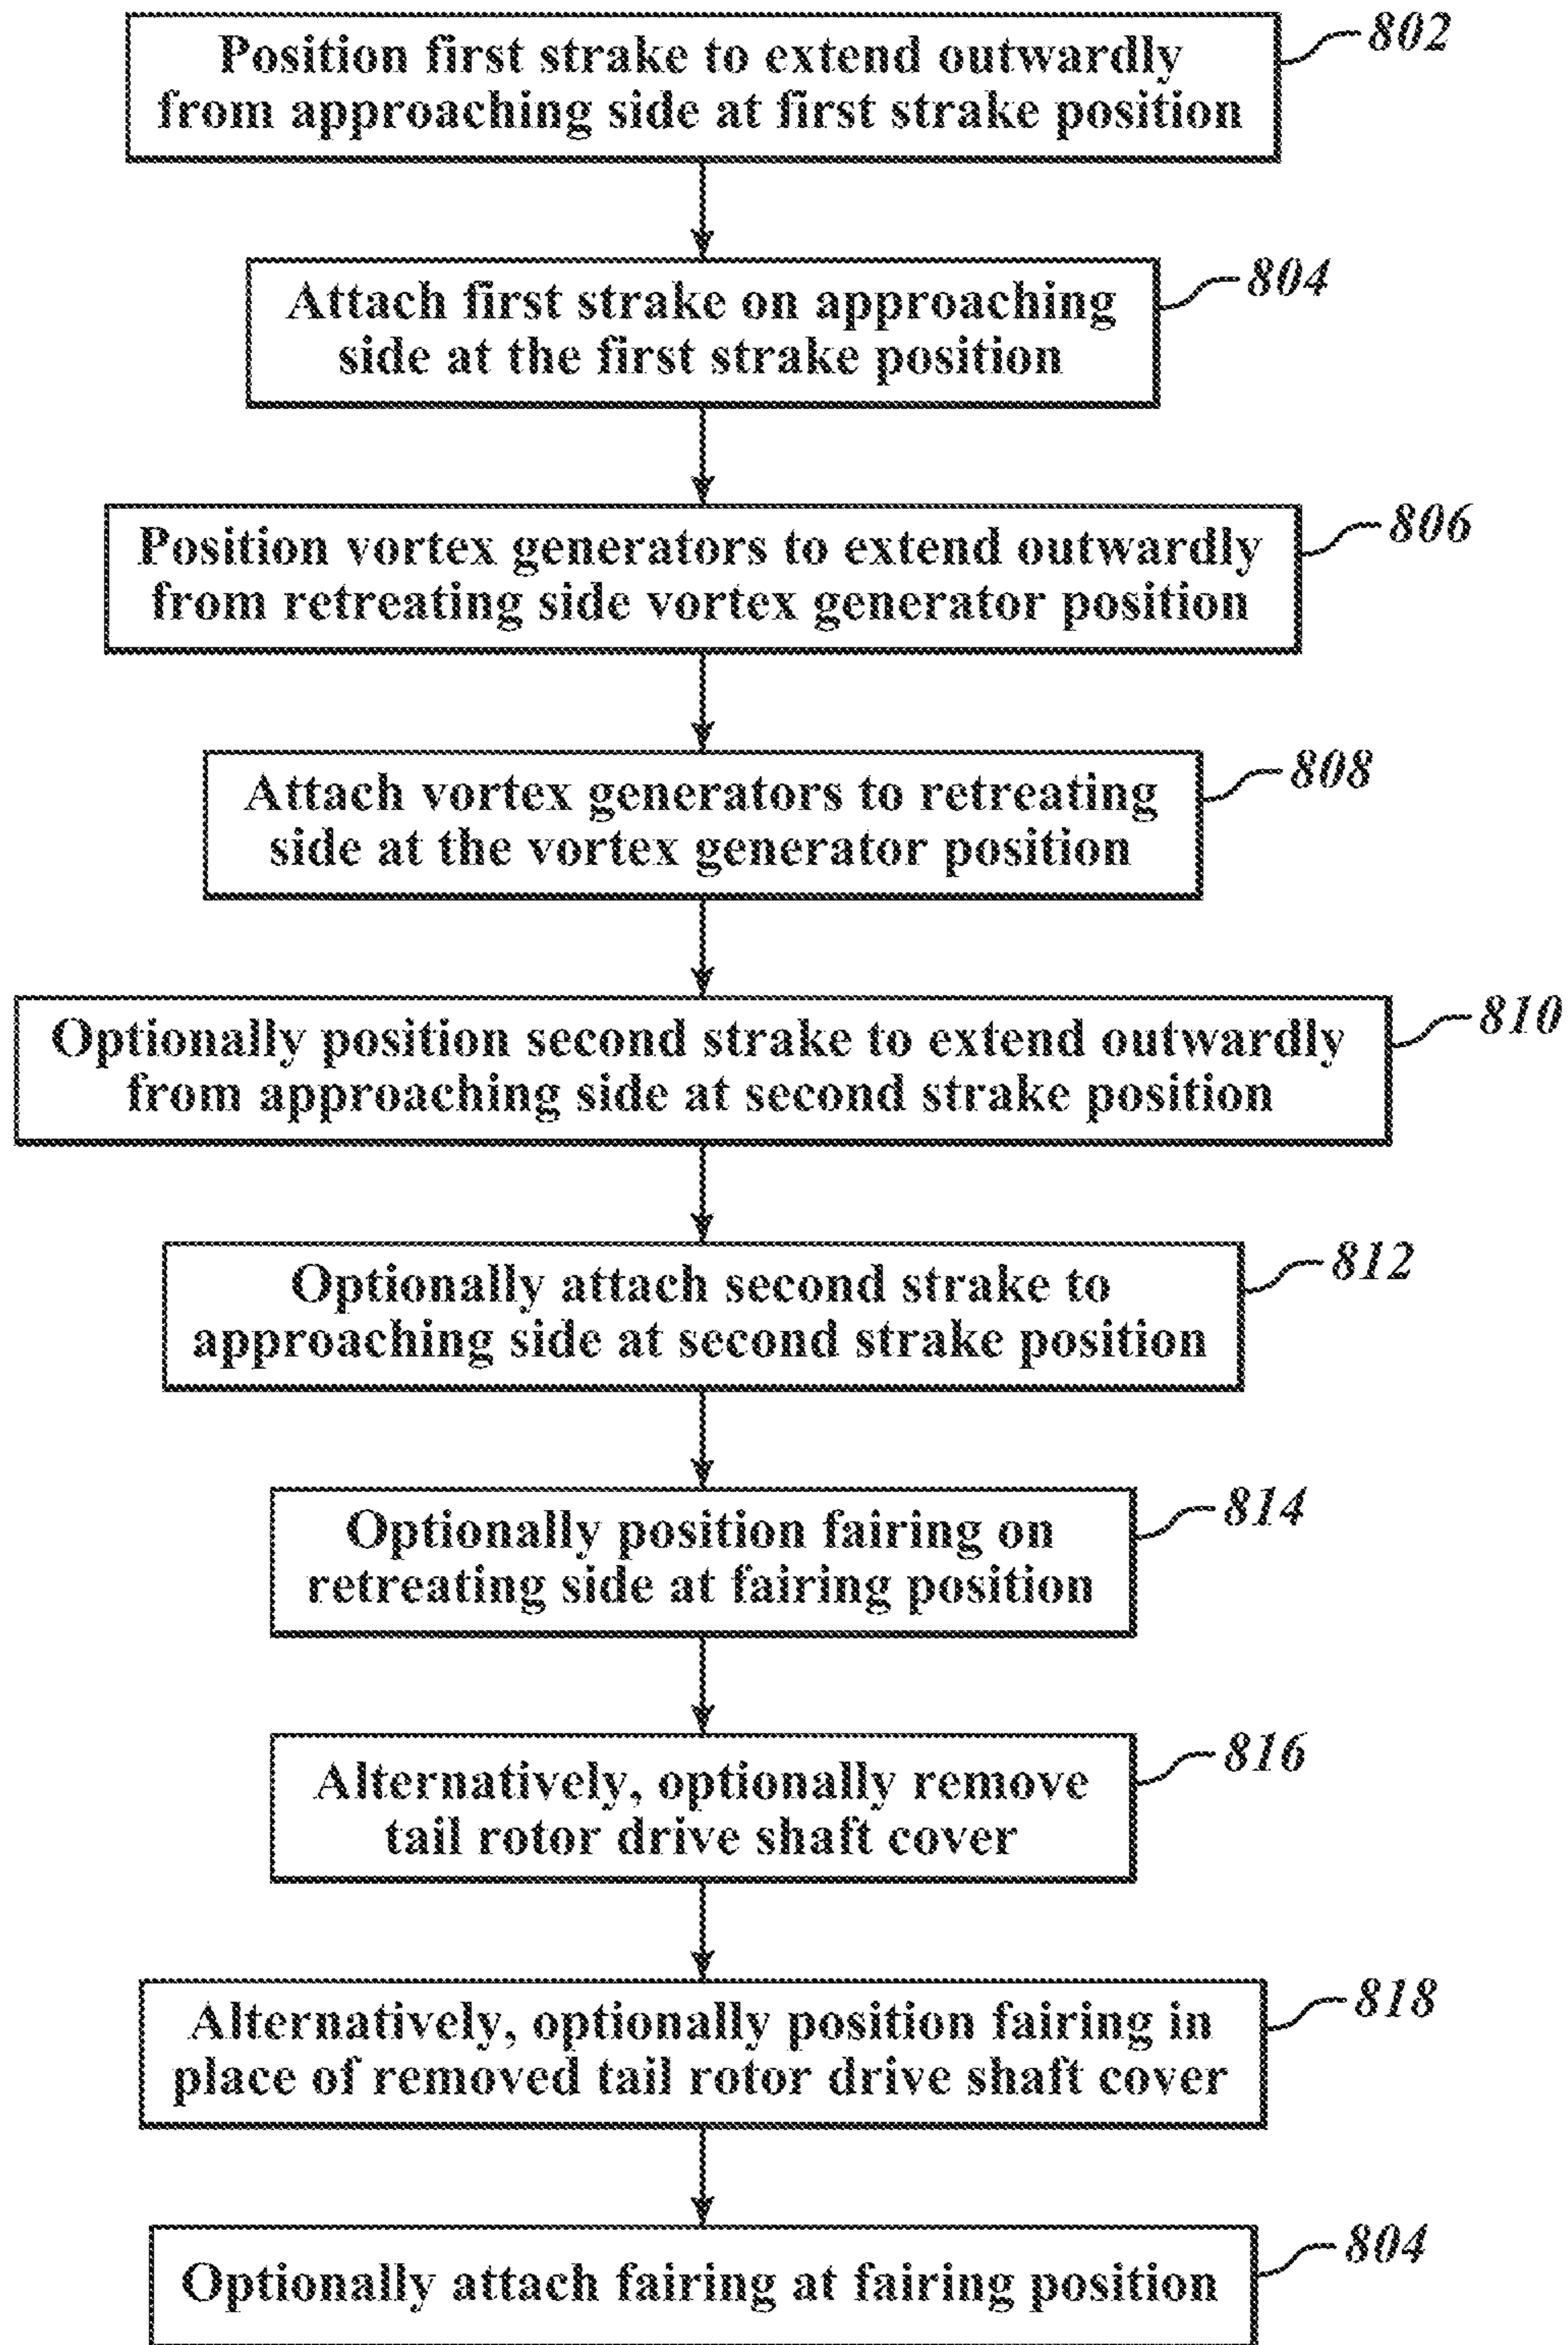 Position first strake to extend outwardly
from approaching side at first strake position
802
Attach first strake on approaching
side at the first strake position
804
Position vortex generators to extend outwardly
from retreating side vortex generator position
806
Attach vortex generators to retreating
side at the vortex generator position
808
Optionally position second strake to extend outwardly
from approaching side at second strake position
810
Optionally attach second strake to
approaching side at second strake position
812
Optionally position fairing on
retreating side at fairing position
814
Alternatively, optionally remove
tail rotor drive shaft cover
816
Alternatively, optionally position fairing in
place of removed tail rotor drive shaft cover
818
Optionally attach fairing at fairing position
804